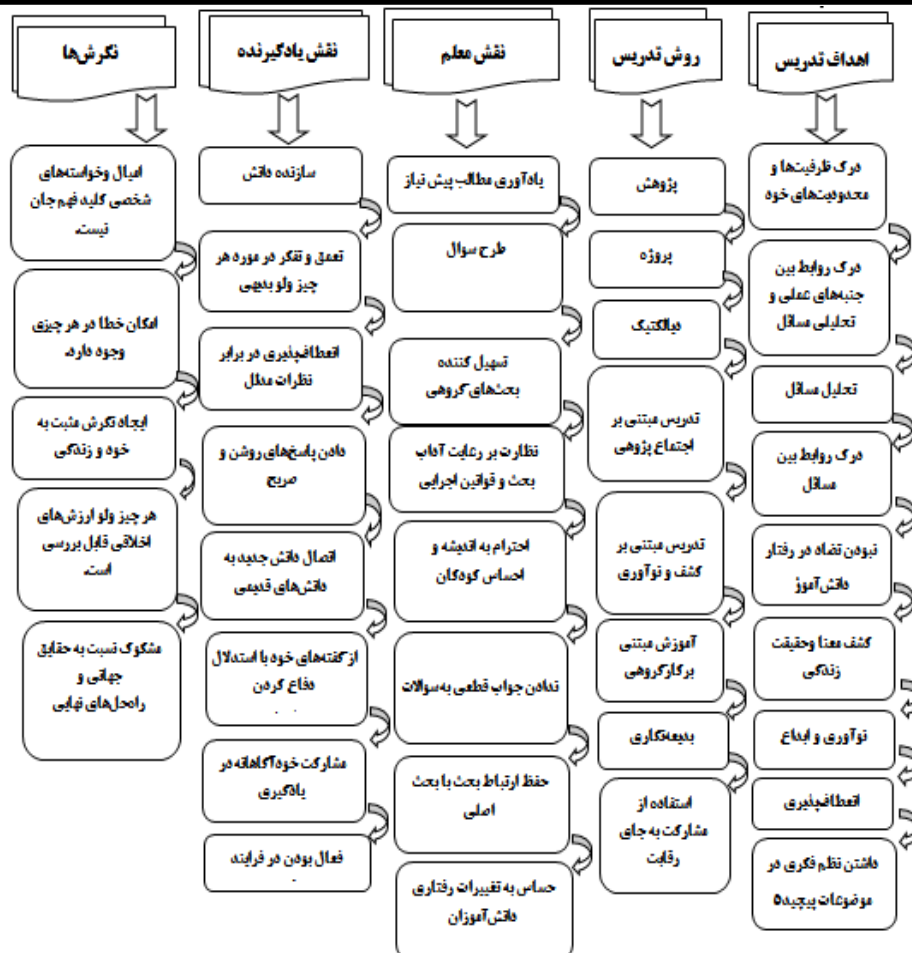 اهداف تدریس
درک ظرفیت‌ها و
محدودیت‌های خود
درک روابط بین
جنبه‌های عملی و
تحلیلی مسائل
تحلیل مسائل
درک روابط بین
مسائل
نبودن تضاد در رفتار
دانش‌آموز
کشف معنا وحقیقت
زندگی
نوآوری و ابداع
انعطاف‌پذیری
داشتن نظم فکری در
موضوعات پیچید۵
روش تدریس
پژوهش
پروژه
دیالکتیک
تدریس مبتنی بر
اجتماع پژوهی
تدریس مبتنی بر
کشف و نوآوری
آموزش مبتنی
برکارگروهی
بدیعه‌نگاری
استفاده از
مشارکت به جای
رقابت
نقش معلم
یادآوری مطالب پیش نیاز
طرح سوال
تسهیل کننده
بحث‌های گروهی
نظارت بر رعایت آداب
بحث و قوانین اجرایی
احترام به اندیشه و
احساس کودکان
ندادن جواب قطعی به سوالات
حفظ ارتباط بحث با بحث
اصلی
حساس به تغییرات رفتاری
دانش‌آموزان
نقش یادگیرنده
سازنده دانش
تعمق و تفکر در مورد هر
چیز ولو بدیهی
انعطاف‌پذیری در برابر
نظرات مدلل
دادن پاسخ‌های روشن و
صریح
اتصال دانش جدید به
دانش‌های قدیمی
از گفته‌های خود با استدلال
دفاع کردن
مشارکت خودآگاهانه در
یادگیری
فعال بودن در فرایند
نگرش‌ها
امیال وخواسته‌های
شخصی کلید فهم جان
نیست.
امکان خطا در هر چیزی
وجود دارد.
ایجاد نگرش مثبت به
خود و زندگی
هر چیز ولو ارزش‌های
اخلاقی قابل بررسی
است.
مشکوک نسبت به حقایق
جهانی و
راه‌حل‌های نهایی